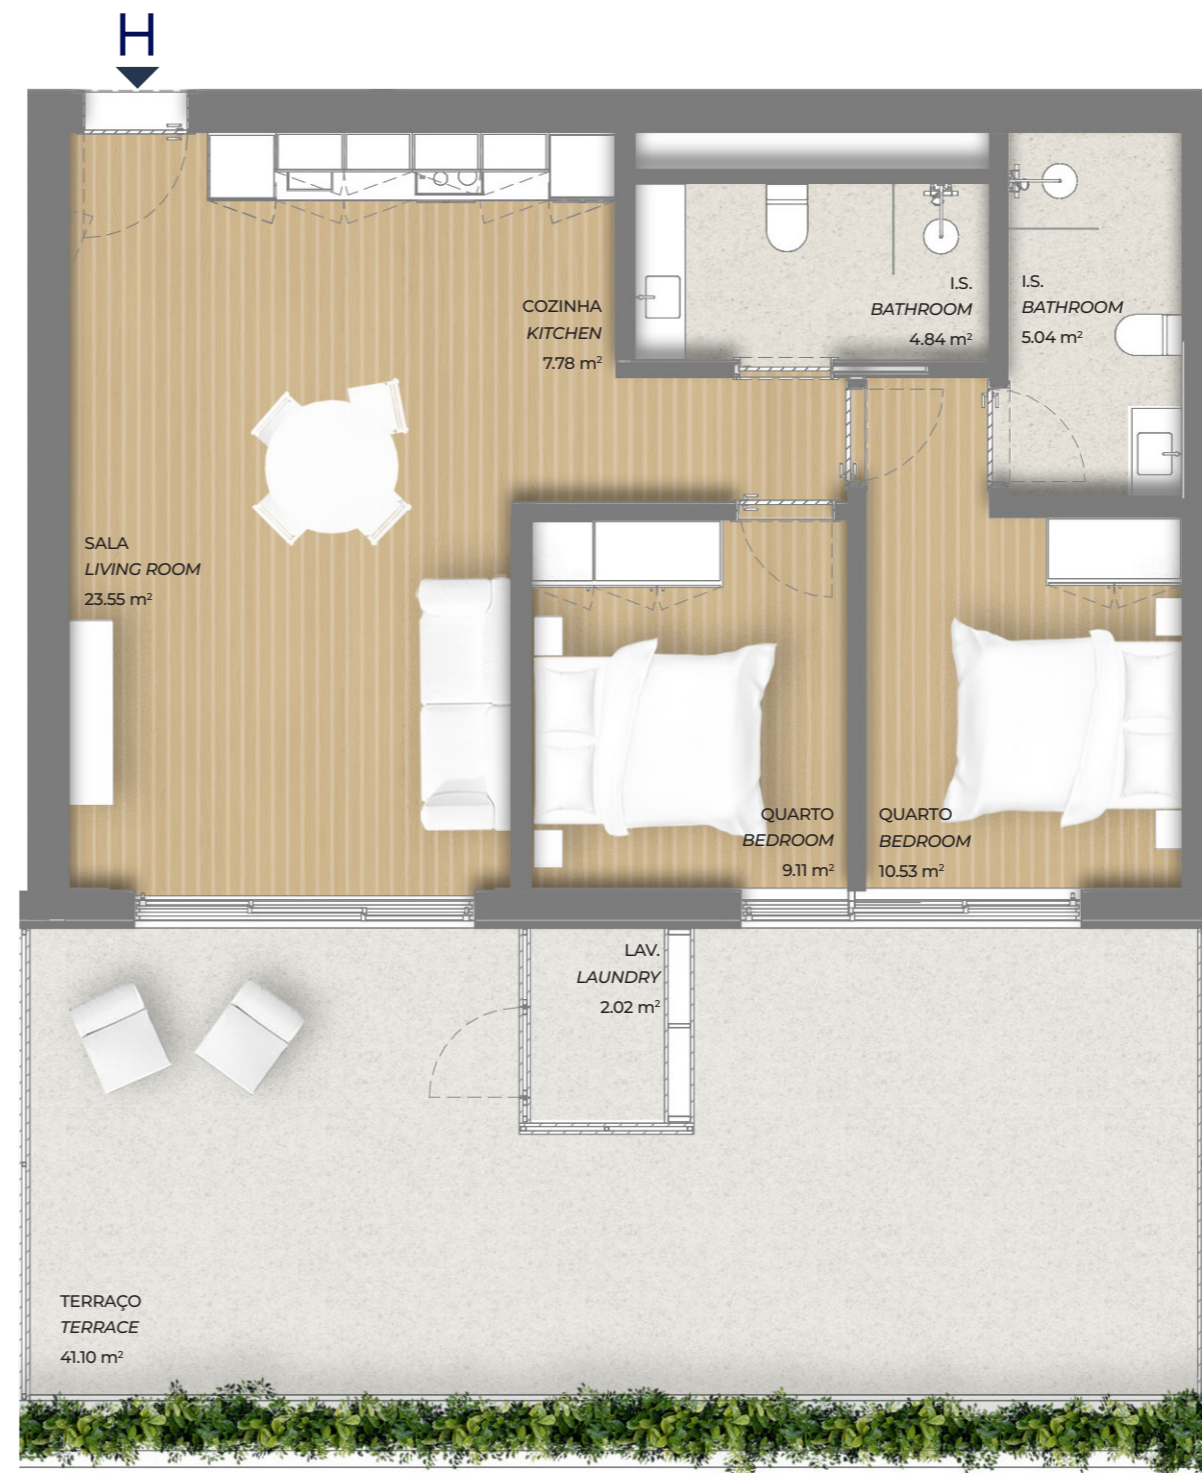 H
COZINHA
KITCHEN
7.78 m²
I.S.
BATHROOM
4.84 m²
I.S.
BATHROOM
5.04 m²
SALA
LIVING ROOM
23.55 m²
QUARTO
BEDROOM
9.11 m²
QUARTO
BEDROOM
10.53 m²
LAV.
LAUNDRY
2.02 m²
TERRAÇO
TERRACE
41.10 m²